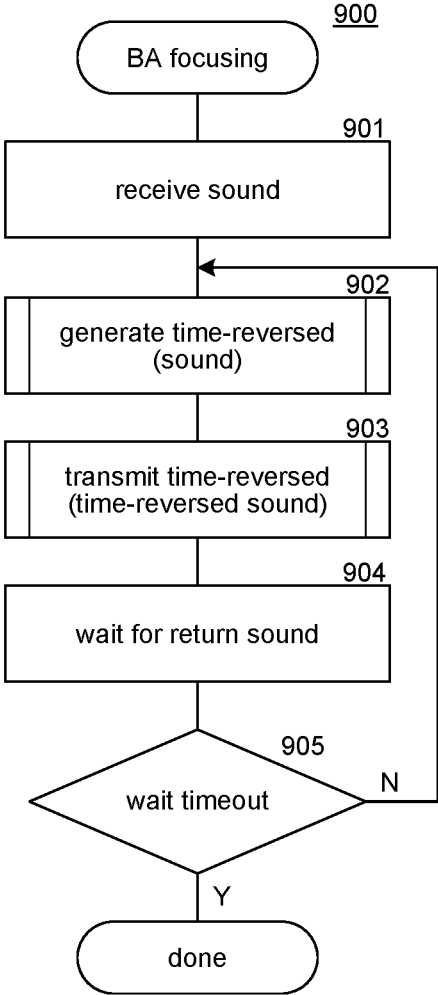 900
BA focusing
901
receive sound
902
generate time-reversed
(sound)
903
transmit time-reversed
(time-reversed sound)
904
wait for return sound
905
wait timeout
N
Y
done